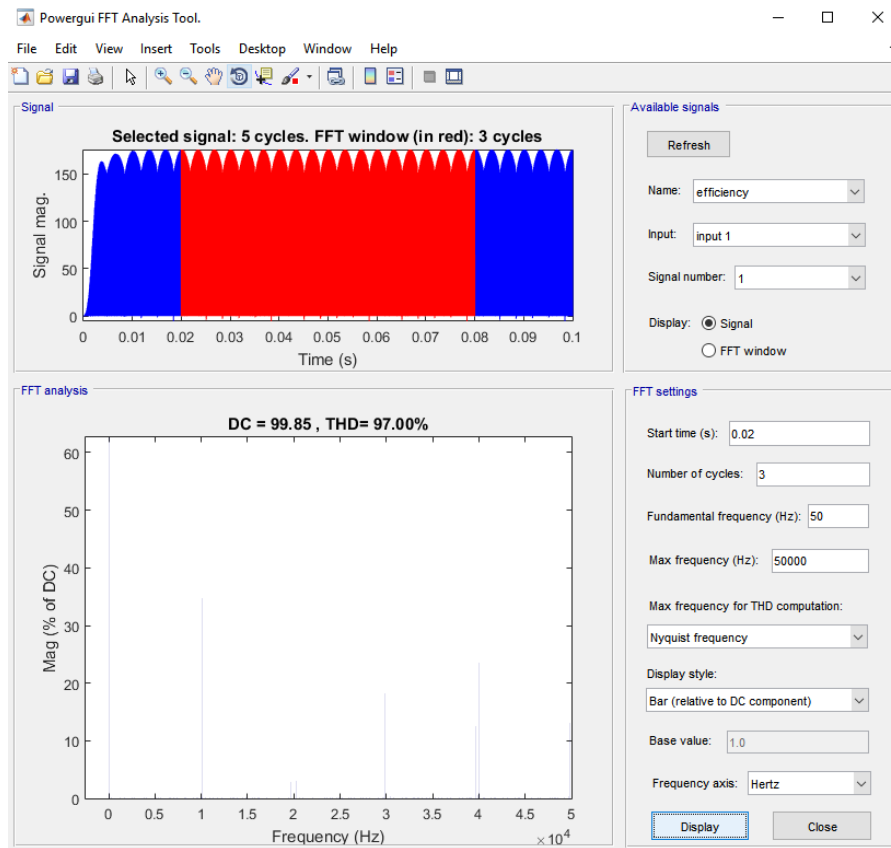 Powergui FFT Analysis Tool.
File Edit View Insert Tools Desktop Window Help
Signal
Selected signal: 5 cycles. FFT window (in red): 3 cycles
150
100
50
0
Signal mag.
0 0.01 0.02 0.03 0.04 0.05 0.06 0.07 0.08 0.09 0.1
Time (s)
FFT analysis
DC = 99.85 , THD= 97.00%
60
50
40
30
20
10
0
Mag (% of DC)
0 0.5 1 1.5 2 2.5 3 3.5 4 4.5 5
Frequency (Hz)
×10^4
Available signals
Refresh
Name: efficiency
Input: input 1
Signal number: 1
Display: Signal
FFT window
FFT settings
Start time (s): 0.02
Number of cycles: 3
Fundamental frequency (Hz): 50
Max frequency (Hz): 50000
Max frequency for THD computation:
Nyquist frequency
Display style:
Bar (relative to DC component)
Base value: 1.0
Frequency axis: Hertz
Display Close